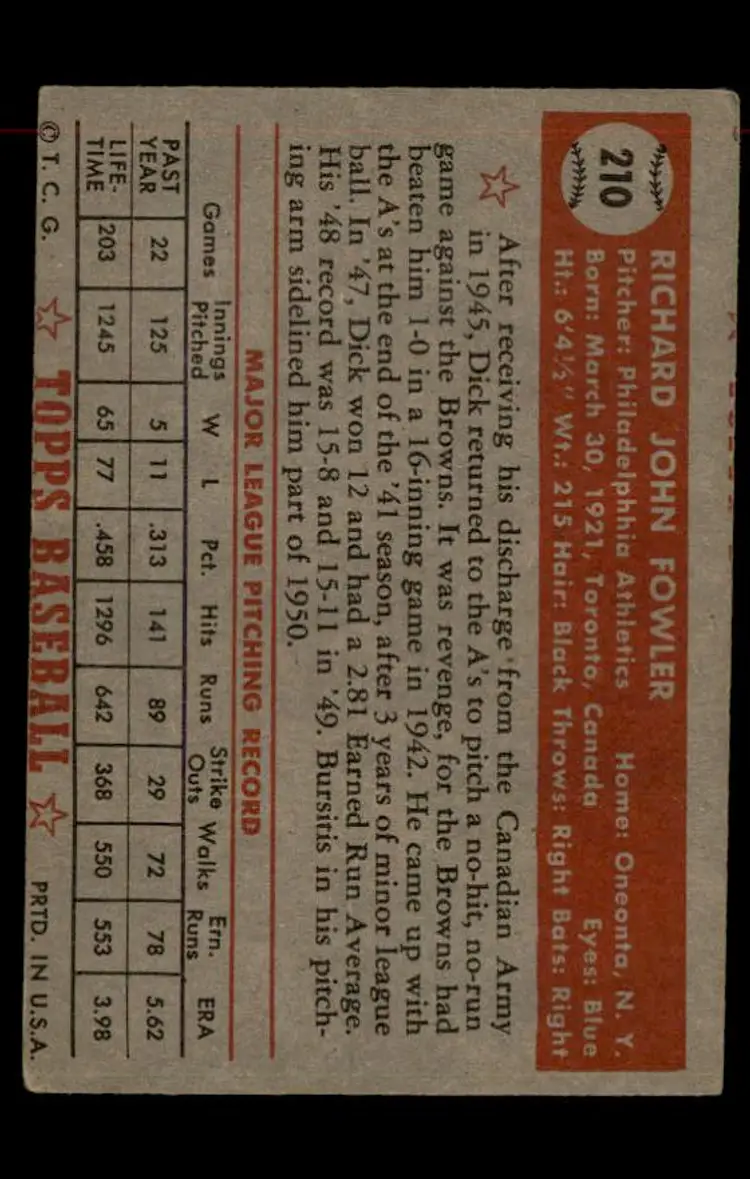 210
RICHARD JOHN FOWLER
Pitcher: Philadelphhia Athletics Home: Oneonta, N. Y.
Born: March 30, 1921, Toronto, Canada Eyes: Blue
Ht.: 6'4½" Wt.: 215 Hair: Black Throws: Right Bats: Right
After receiving his discharge from the Canadian Army
in 1945, Dick returned to the A's to pitch a no-hit, no-run
game against the Browns. It was revenge, for the Browns had
beaten him 1-0 in a 16-inning game in 1942. He came up with
the A's at the end of the '41 season, after 3 years of minor league
ball. In '47, Dick won 12 and had a 2.81 Earned Run Average.
His '48 record was 15-8 and 15-11 in '49. Bursitis in his pitch-
ing arm sidelined him part of 1950.
MAJOR LEAGUE PITCHING RECORD
Games Innings Pitched W L Pct. Hits Runs Strike Outs Walks Ern. Runs ERA
PAST YEAR 22 125 5 11 .313 141 89 29 72 78 5.62
LIFE-TIME 203 1245 65 77 .458 1296 642 368 550 553 3.98
© T. C. G. TOPPS BASEBALL PRTD. IN U.S.A.